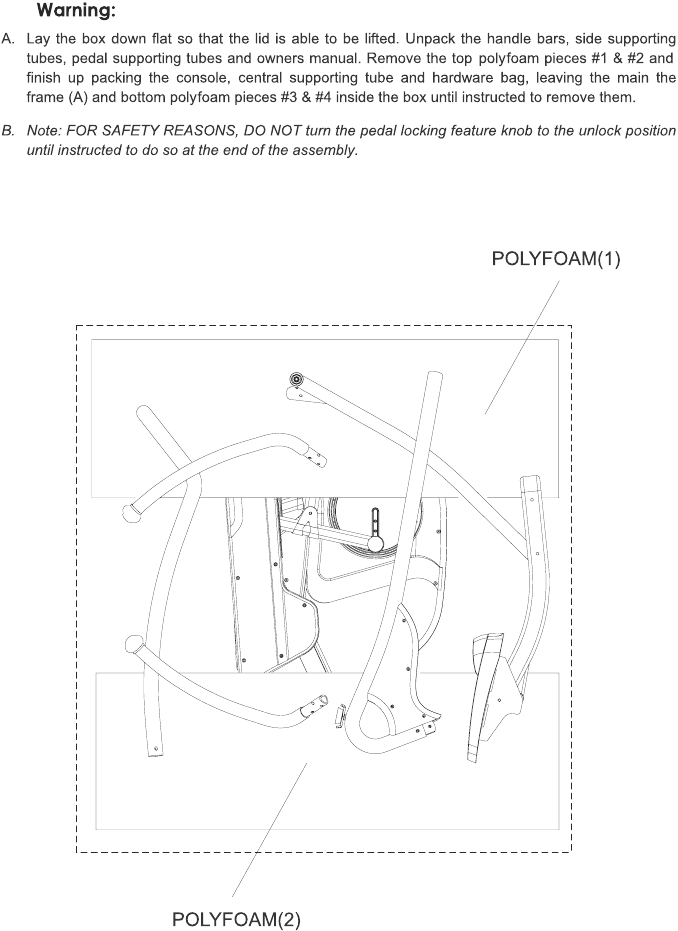 Warning:
A. Lay the box down flat so that the lid is able to be lifted. Unpack the handle bars, side supporting
tubes, pedal supporting tubes and owners manual. Remove the top polyfoam pieces #1 & #2 and
finish up packing the console, central supporting tube and hardware bag, leaving the main the
frame (A) and bottom polyfoam pieces #3 & #4 inside the box until instructed to remove them.
B. Note: FOR SAFETY REASONS, DO NOT turn the pedal locking feature knob to the unlock position
until instructed to do so at the end of the assembly.
POLYFOAM(1)
POLYFOAM(2)